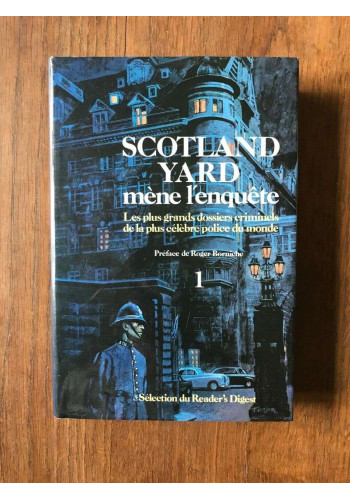 SCOTLAND
YARD
mène l'enquête
Les plus grands dossiers criminels
de la plus célèbre police du monde
Préface de Roger Borniche
1
Sélection du Reader's Digest